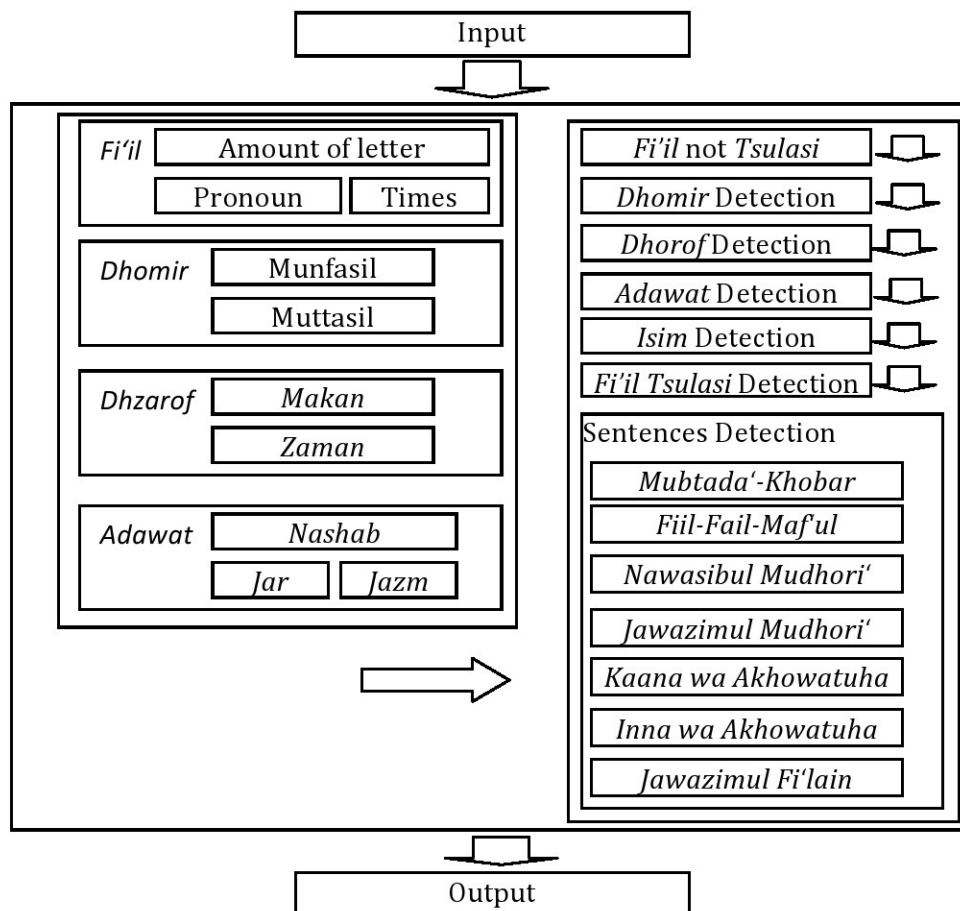 Input
Fi‘il
Amount of letter
Pronoun
Times
Dhomir
Munfasil
Muttasil
Dhzarof
Makan
Zaman
Adawat
Nashab
Jar
Jazm
Fi’il not Tsulasi
Dhomir Detection
Dhorof Detection
Adawat Detection
Isim Detection
Fi’il Tsulasi Detection
Sentences Detection
Mubtada‘-Khobar
Fiil-Fail-Maf‘ul
Nawasibul Mudhori‘
Jawazimul Mudhori‘
Kaana wa Akhowatuha
Inna wa Akhowatuha
Jawazimul Fi‘lain
Output